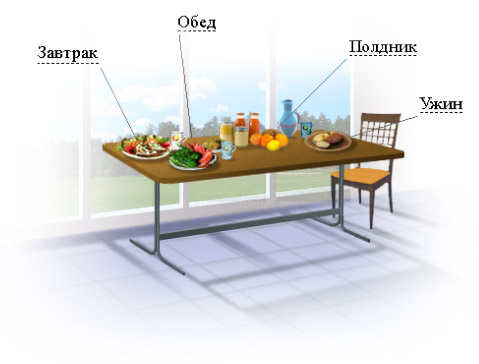 Обед
Завтрак
Полдник
Ужин